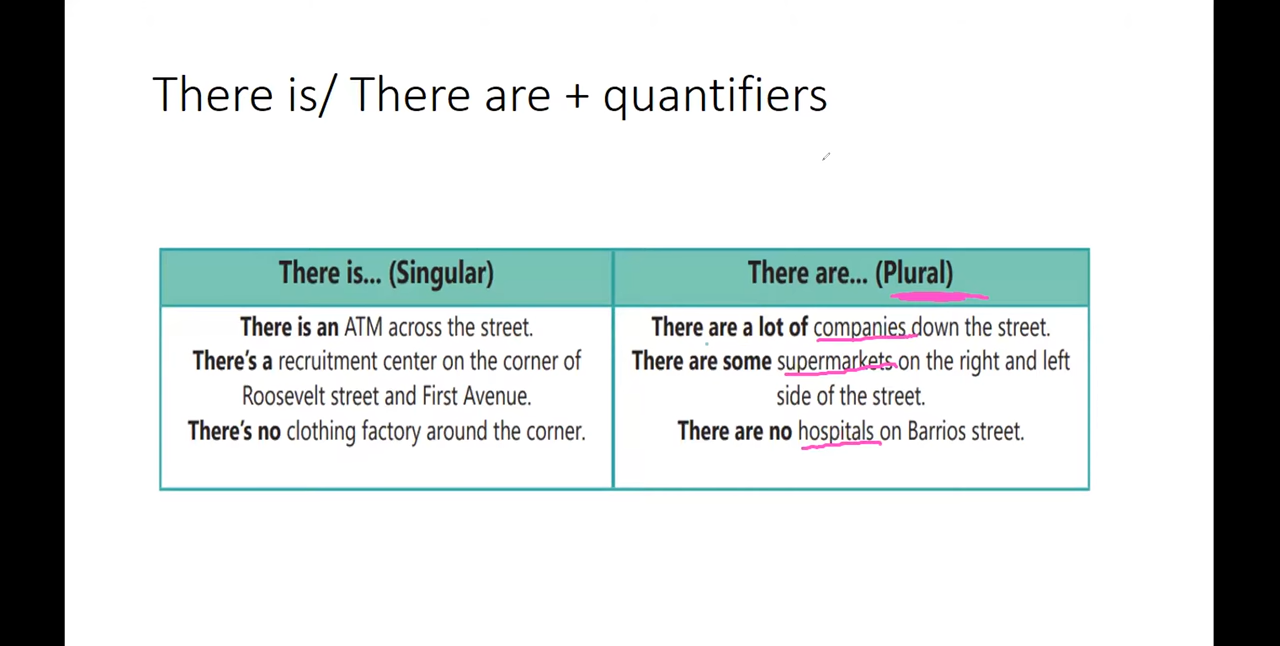 There is/ There are + quantifiers
There is... (Singular)
There is an ATM across the street.
There's a recruitment center on the corner of
Roosevelt street and First Avenue.
There's no clothing factory around the corner.
There are... (Plural)
There are a lot of companies down the street.
There are some supermarkets on the right and left
side of the street.
There are no hospitals on Barrios street.